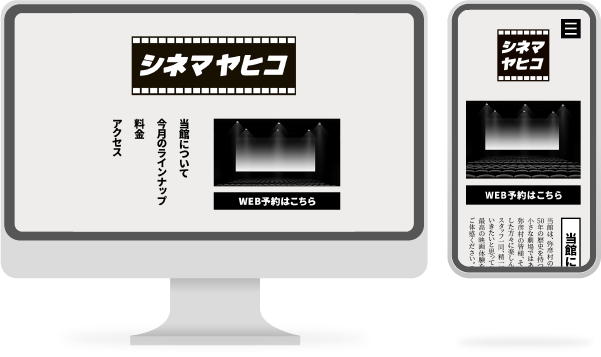 シネマヤヒコ
当館について
今月のラインナップ
料金
アクセス
WEB予約はこちら
シネマ
ヤヒコ
WEB予約はこちら
当館に
当館は、弥彦村の
50年の歴史を持つ
小さな劇場ではあ
弥彦村の皆様、そ
した方々に楽しん
スタッフ一同、精一
いきたいと思って
最高の映画体験を
ご体感ください。